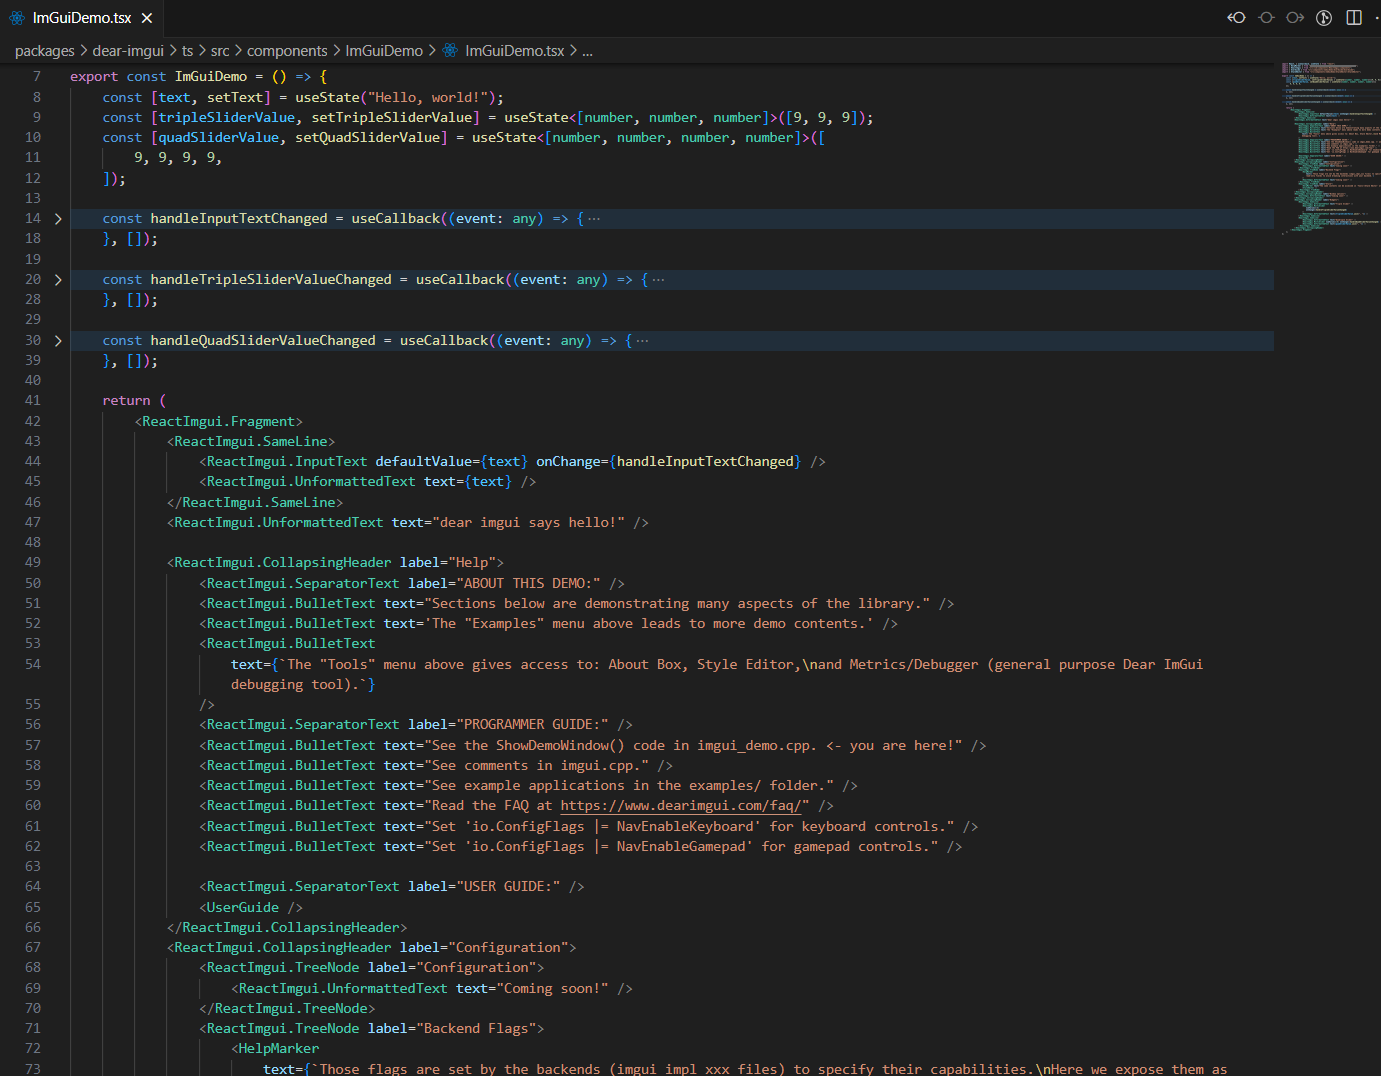 ImGuiDemo.tsx
packages > dear-imgui > ts > src > components > ImGuiDemo > ImGuiDemo.tsx > ...
7 export const ImGuiDemo = () => {
8 const [text, setText] = useState("Hello, world!");
9 const [tripleSliderValue, setTripleSliderValue] = useState<[number, number, number]>([9, 9, 9]);
10 const [quadSliderValue, setQuadSliderValue] = useState<[number, number, number, number]>([
11 9, 9, 9, 9,
12 ]);
13
14 const handleInputTextChanged = useCallback((event: any) => { ...
18 }, []);
19
20 const handleTripleSliderValueChanged = useCallback((event: any) => { ...
28 }, []);
29
30 const handleQuadSliderValueChanged = useCallback((event: any) => { ...
39 }, []);
40
41 return (
42 <ReactImgui.Fragment>
43 <ReactImgui.SameLine>
44 <ReactImgui.InputText defaultValue={text} onChange={handleInputTextChanged} />
45 <ReactImgui.UnformattedText text={text} />
46 </ReactImgui.SameLine>
47 <ReactImgui.UnformattedText text="dear imgui says hello!" />
48
49 <ReactImgui.CollapsingHeader label="Help">
50 <ReactImgui.SeparatorText label="ABOUT THIS DEMO:" />
51 <ReactImgui.BulletText text="Sections below are demonstrating many aspects of the library." />
52 <ReactImgui.BulletText text='The "Examples" menu above leads to more demo contents.' />
53 <ReactImgui.BulletText
54 text={`The "Tools" menu above gives access to: About Box, Style Editor,\nand Metrics/Debugger (general purpose Dear ImGui
debugging tool).`}
55 />
56 <ReactImgui.SeparatorText label="PROGRAMMER GUIDE:" />
57 <ReactImgui.BulletText text="See the ShowDemoWindow() code in imgui_demo.cpp. <- you are here!" />
58 <ReactImgui.BulletText text="See comments in imgui.cpp." />
59 <ReactImgui.BulletText text="See example applications in the examples/ folder." />
60 <ReactImgui.BulletText text="Read the FAQ at https://www.dearimgui.com/faq/" />
61 <ReactImgui.BulletText text="Set 'io.ConfigFlags |= NavEnableKeyboard' for keyboard controls." />
62 <ReactImgui.BulletText text="Set 'io.ConfigFlags |= NavEnableGamepad' for gamepad controls." />
63
64 <ReactImgui.SeparatorText label="USER GUIDE:" />
65 <UserGuide />
66 </ReactImgui.CollapsingHeader>
67 <ReactImgui.CollapsingHeader label="Configuration">
68 <ReactImgui.TreeNode label="Configuration">
69 <ReactImgui.UnformattedText text="Coming soon!" />
70 </ReactImgui.TreeNode>
71 <ReactImgui.TreeNode label="Backend Flags">
72 <HelpMarker
73 text={`Those flags are set by the backends (imgui_impl_xxx files) to specify their capabilities.\nHere we expose them as